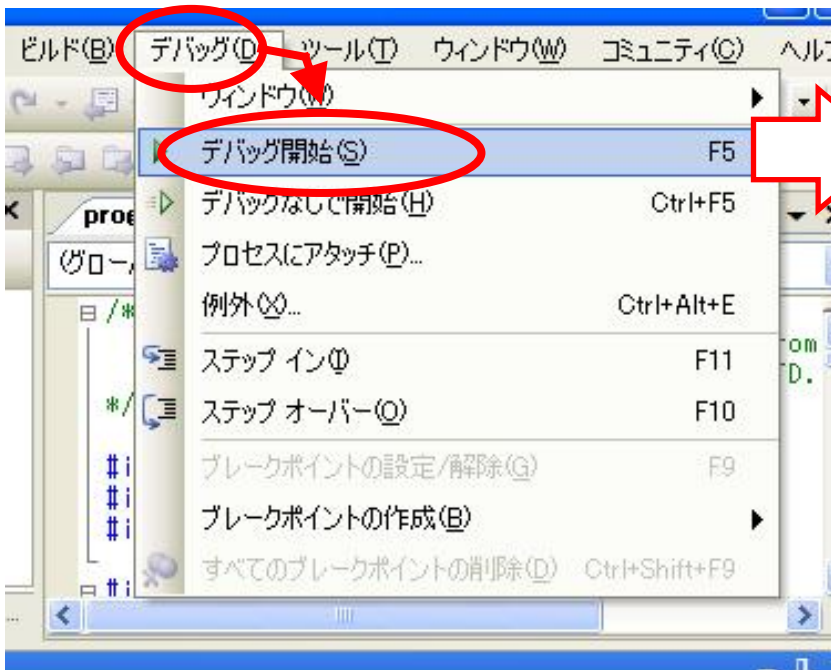 ビルド(B) デバッグ(D) ツール(T) ウィンドウ(W) コミュニティ(C)
ウィンドウ(W)
デバッグ開始(S) F5
デバッグなしで開始(H) Ctrl+F5
プロセスにアタッチ(P)...
例外(X)... Ctrl+Alt+E
ステップ イン(I) F11
ステップ オーバー(O) F10
ブレークポイントの設定/解除(G) F9
ブレークポイントの作成(B)
すべてのブレークポイントの削除(D) Ctrl+Shift+F9
/*
*/